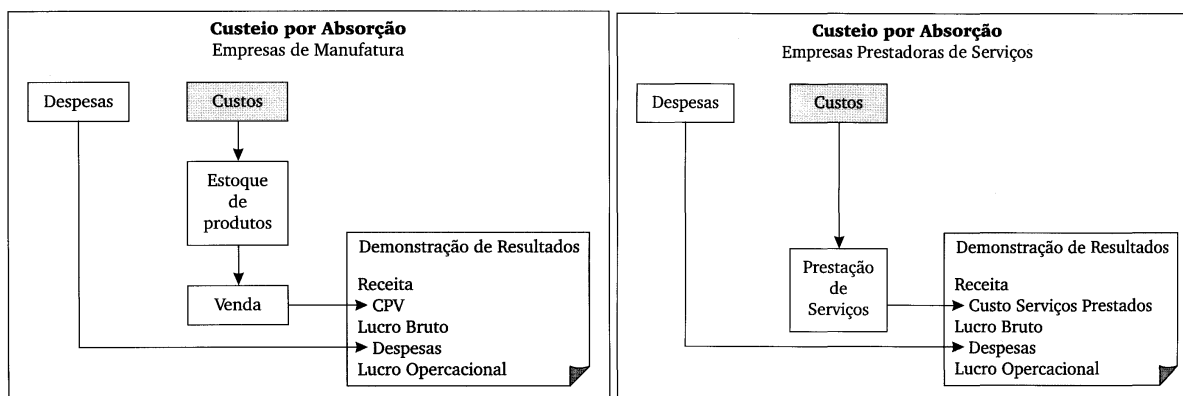 Custeio por Absorção
Empresas de Manufatura
Despesas
Custos
Estoque
de
produtos
Venda
Demonstração de Resultados
Receita
CPV
Lucro Bruto
Despesas
Lucro Opercacional
Custeio por Absorção
Empresas Prestadoras de Serviços
Despesas
Custos
Prestação
de
Serviços
Demonstração de Resultados
Receita
Custo Serviços Prestados
Lucro Bruto
Despesas
Lucro Opercacional